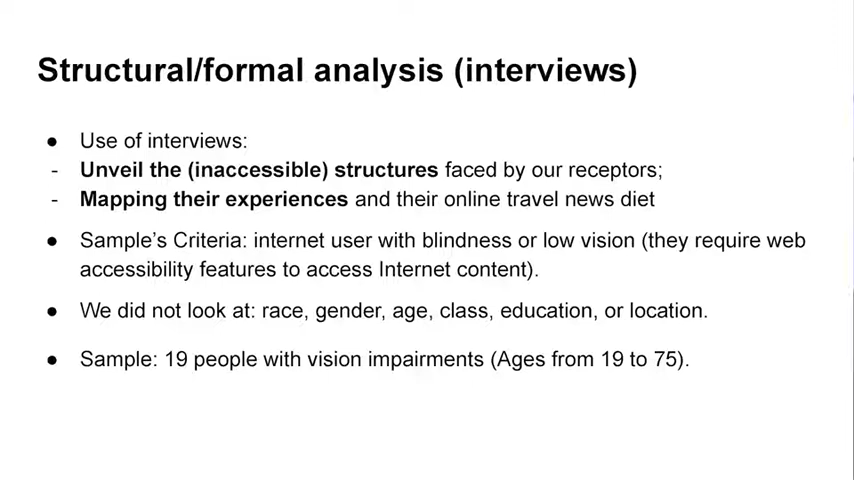 Structural/formal analysis (interviews)
● Use of interviews:
- Unveil the (inaccessible) structures faced by our receptors;
- Mapping their experiences and their online travel news diet
● Sample’s Criteria: internet user with blindness or low vision (they require web
accessibility features to access Internet content).
● We did not look at: race, gender, age, class, education, or location.
● Sample: 19 people with vision impairments (Ages from 19 to 75).